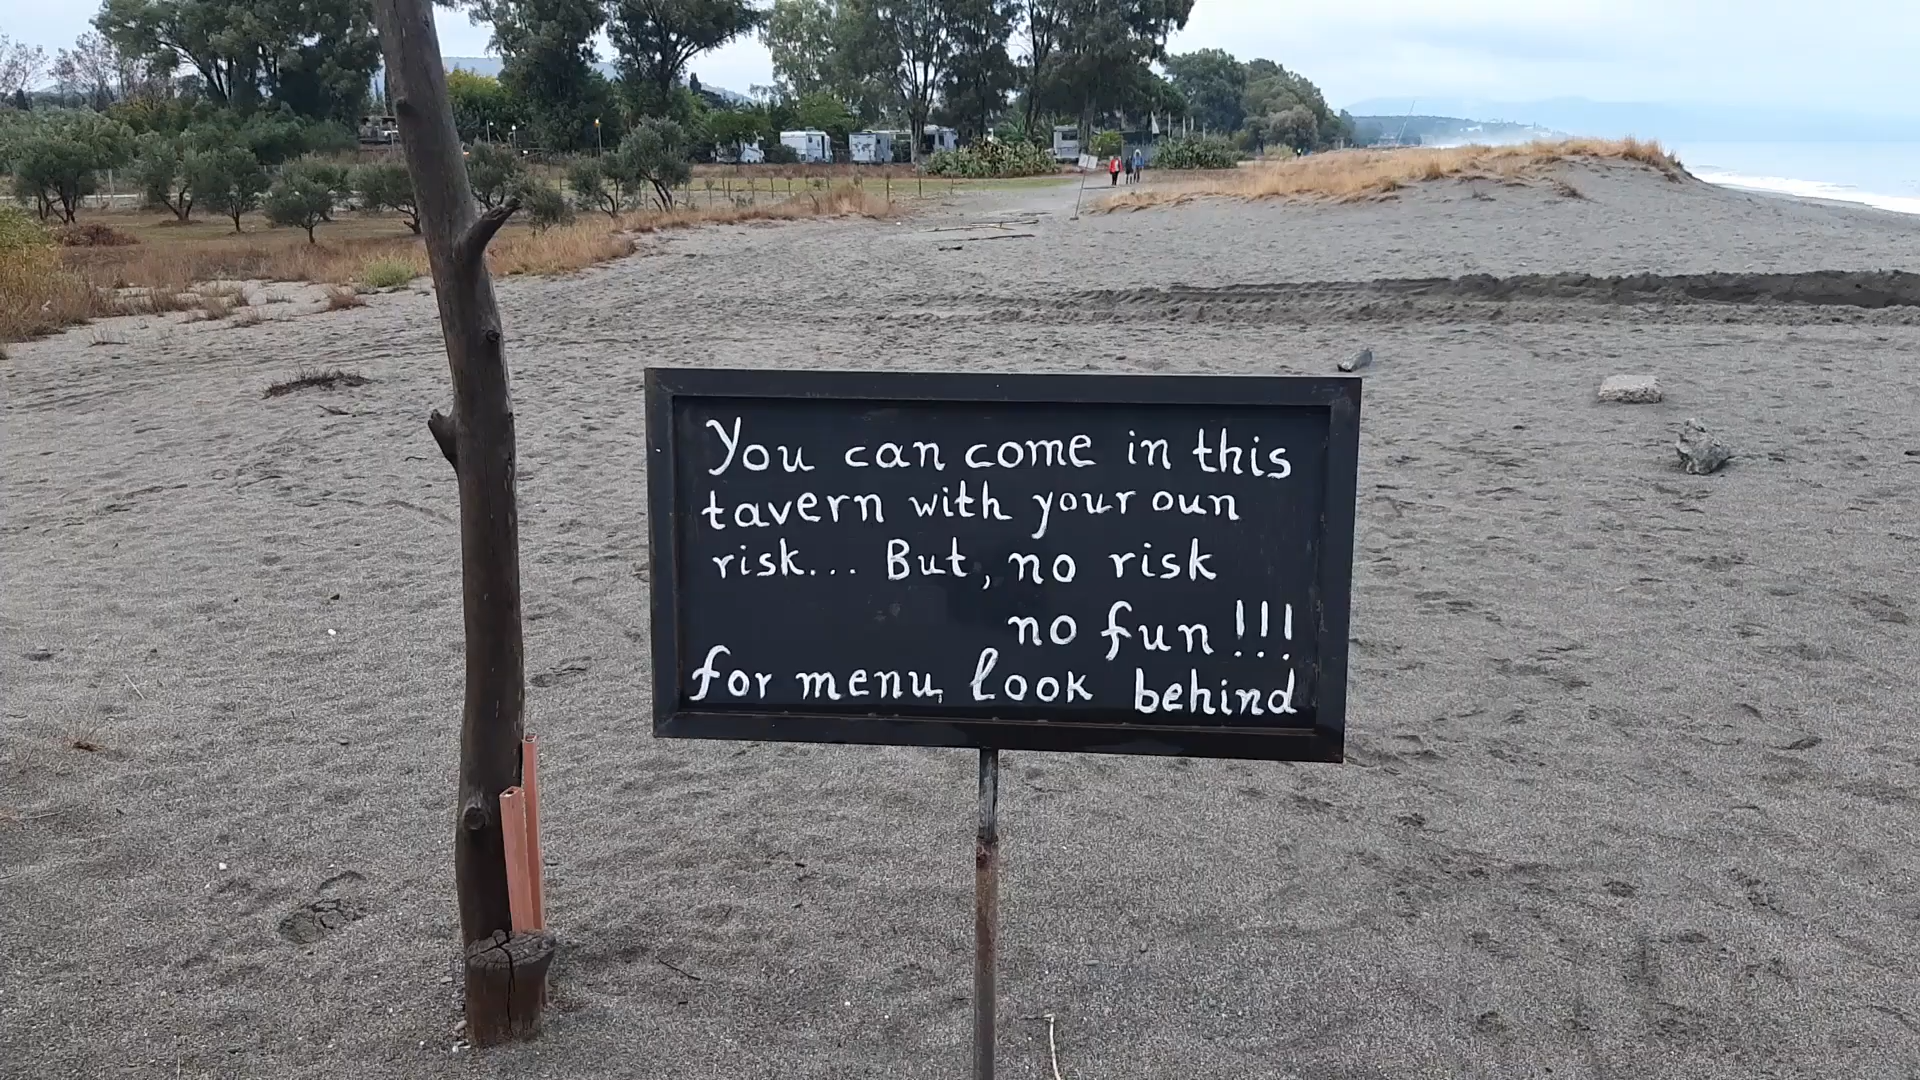 You can come in this
tavern with your oun
risk... But, no risk
no fun!!!
for menu, look behind